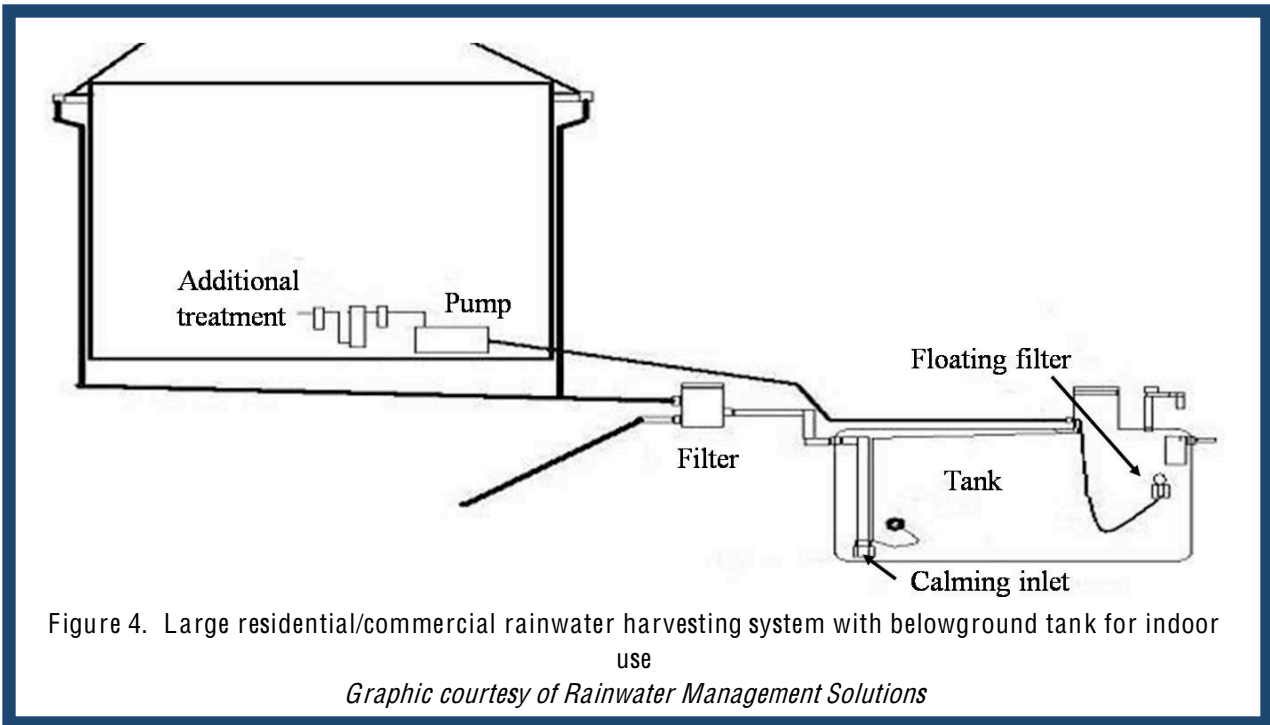 Additional
treatment
Pump
Floating filter
Filter
Tank
Calming inlet
Figure 4. Large residential/commercial rainwater harvesting system with belowground tank for indoor
use
Graphic courtesy of Rainwater Management Solutions